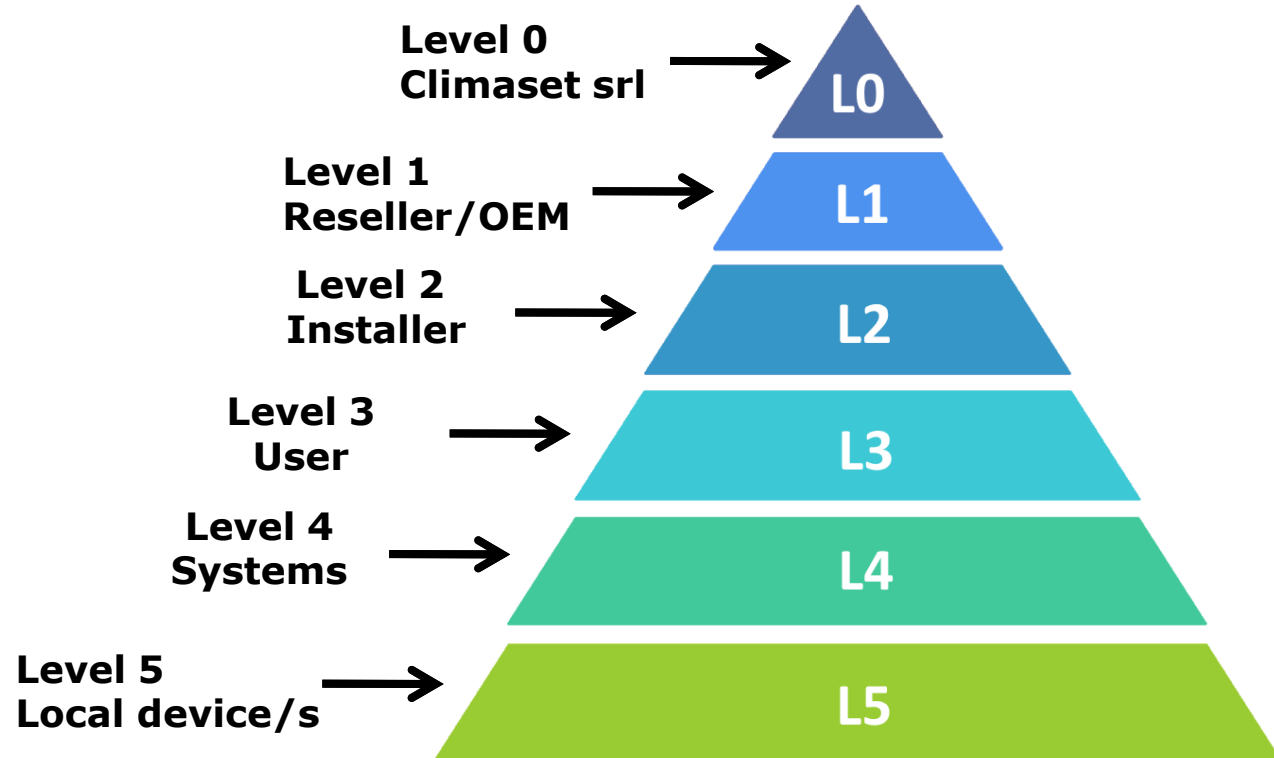 Level 0
Climaset srl
L0
Level 1
Reseller/OEM
L1
Level 2
Installer
L2
Level 3
User
L3
Level 4
Systems
L4
Level 5
Local device/s
L5